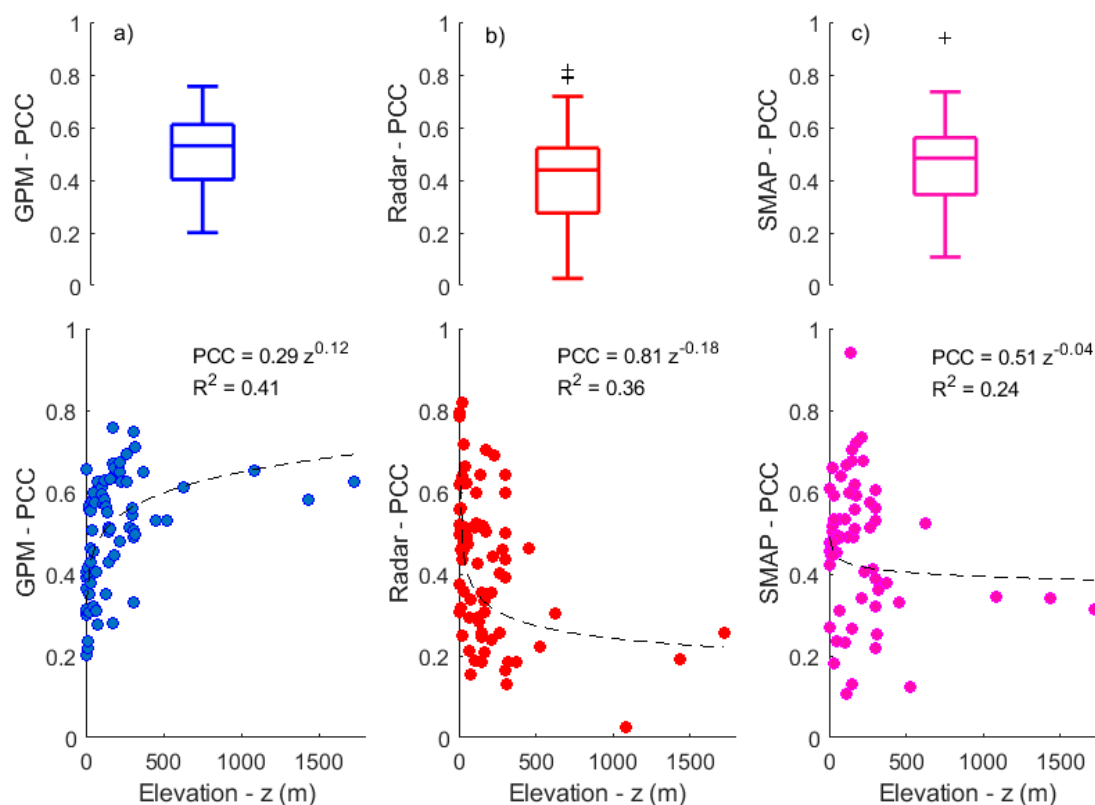 a)
GPM - PCC
1
0.8
0.6
0.4
0.2
0
b)
Radar - PCC
1
0.8
0.6
0.4
0.2
0
c)
SMAP - PCC
1
0.8
0.6
0.4
0.2
0
PCC = 0.29 z^0.12
R^2 = 0.41
GPM - PCC
1
0.8
0.6
0.4
0.2
0
0 500 1000 1500
Elevation - z (m)
PCC = 0.81 z^-0.18
R^2 = 0.36
Radar - PCC
1
0.8
0.6
0.4
0.2
0
0 500 1000 1500
Elevation - z (m)
PCC = 0.51 z^-0.04
R^2 = 0.24
SMAP - PCC
1
0.8
0.6
0.4
0.2
0
0 500 1000 1500
Elevation - z (m)